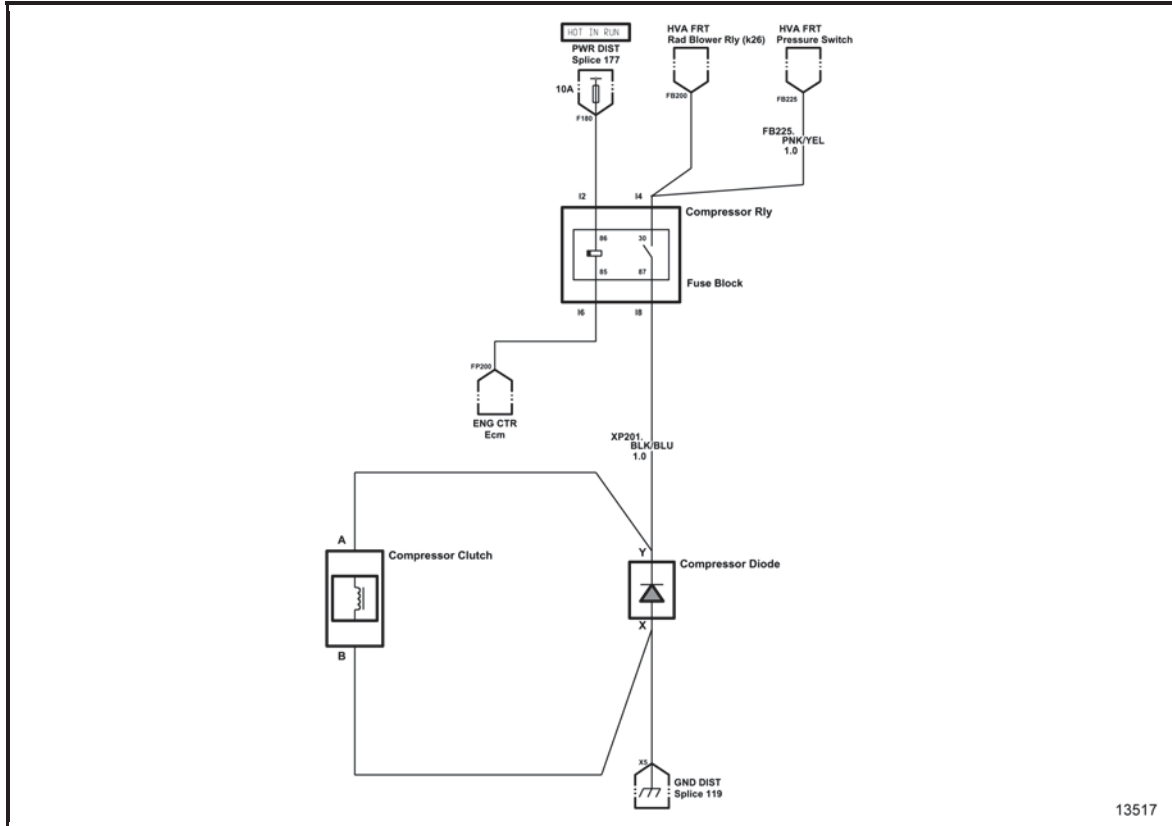 HOT IN RUN
PWR DIST
Splice 177
10A
F180
HVA FRT
Rad Blower Rly (k26)
FB200
HVA FRT
Pressure Switch
FB225
FB225.
PNK/YEL
1.0
I2
I4
Compressor Rly
86
30
85
87
Fuse Block
I6
I8
FP200
ENG CTR
Ecm
XP201.
BLK/BLU
1.0
A
Compressor Clutch
B
Y
Compressor Diode
X
X5
GND DIST
Splice 119
13517